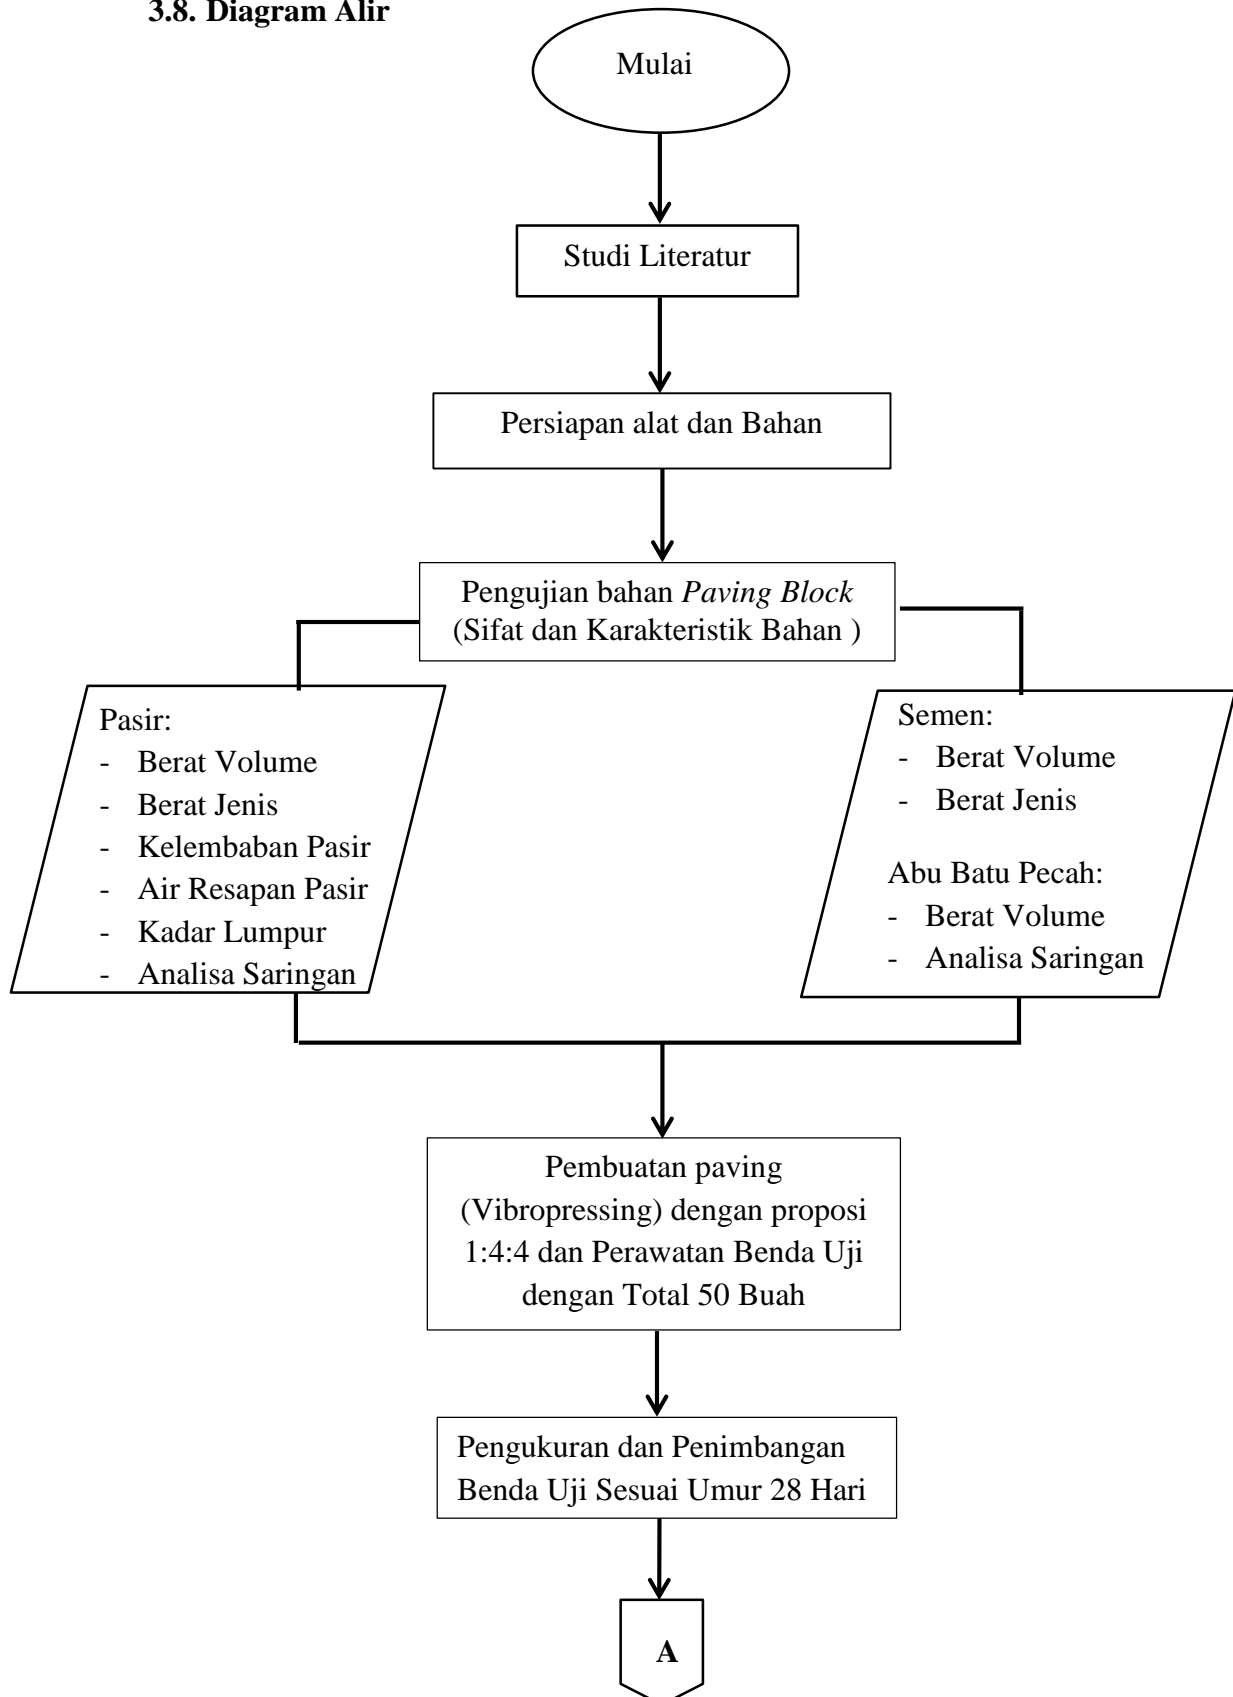 3.8. Diagram Alir
Mulai
Studi Literatur
Persiapan alat dan Bahan
Pengujian bahan Paving Block
(Sifat dan Karakteristik Bahan )
Pasir:
- Berat Volume
- Berat Jenis
- Kelembaban Pasir
- Air Resapan Pasir
- Kadar Lumpur
- Analisa Saringan
Semen:
- Berat Volume
- Berat Jenis
Abu Batu Pecah:
- Berat Volume
- Analisa Saringan
Pembuatan paving
(Vibropressing) dengan proposi
1:4:4 dan Perawatan Benda Uji
dengan Total 50 Buah
Pengukuran dan Penimbangan
Benda Uji Sesuai Umur 28 Hari
A